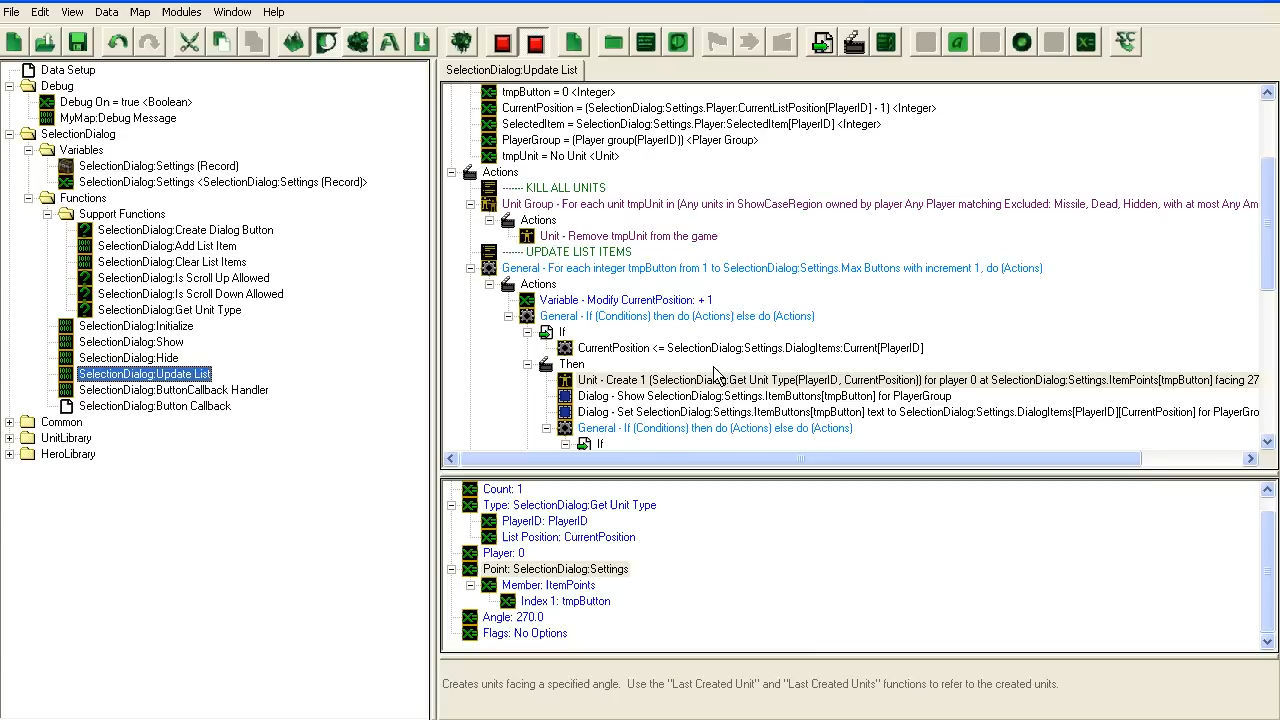 File Edit View Data Map Modules Window Help
Data Setup
Debug
Debug On = true <Boolean>
MyMap:Debug Message
SelectionDialog
Variables
SelectionDialog:Settings (Record)
SelectionDialog:Settings <SelectionDialog:Settings (Record)>
Functions
Support Functions
SelectionDialog:Create Dialog Button
SelectionDialog:Add List Item
SelectionDialog:Clear List Items
SelectionDialog:Is Scroll Up Allowed
SelectionDialog:Is Scroll Down Allowed
SelectionDialog:Get Unit Type
SelectionDialog:Initialize
SelectionDialog:Show
SelectionDialog:Hide
SelectionDialog:Update List
SelectionDialog:ButtonCallback Handler
SelectionDialog:Button Callback
Common
UnitLibrary
HeroLibrary
SelectionDialog:Update List
tmpButton = 0 <Integer>
CurrentPosition = (SelectionDialog:Settings.Player.CurrentListPosition[PlayerID] - 1) <Integer>
SelectedItem = SelectionDialog:Settings.Player.SelectedItem[PlayerID] <Integer>
PlayerGroup = (Player group(PlayerID)) <Player Group>
tmpUnit = No Unit <Unit>
Actions
------- KILL ALL UNITS
Unit Group - For each unit tmpUnit in (Any units in ShowCaseRegion owned by player Any Player matching Excluded: Missile, Dead, Hidden, with at most Any Am
Actions
Unit - Remove tmpUnit from the game
------- UPDATE LIST ITEMS
General - For each integer tmpButton from 1 to SelectionDialog:Settings.Max Buttons with increment 1, do (Actions)
Actions
Variable - Modify CurrentPosition: + 1
General - If (Conditions) then do (Actions) else do (Actions)
If
CurrentPosition <= SelectionDialog:Settings.DialogItems:Current[PlayerID]
Then
Unit - Create 1 (SelectionDialog:Get Unit Type(PlayerID, CurrentPosition)) for player 0 at SelectionDialog:Settings.ItemPoints[tmpButton] facing 27
Dialog - Show SelectionDialog:Settings.ItemButtons[tmpButton] for PlayerGroup
Dialog - Set SelectionDialog:Settings.ItemButtons[tmpButton] text to SelectionDialog:Settings.DialogItems[PlayerID][CurrentPosition] for PlayerGro
General - If (Conditions) then do (Actions) else do (Actions)
If
Count: 1
Type: SelectionDialog:Get Unit Type
PlayerID: PlayerID
List Position: CurrentPosition
Player: 0
Point: SelectionDialog:Settings
Member: ItemPoints
Index 1: tmpButton
Angle: 270.0
Flags: No Options
Creates units facing a specified angle.  Use the "Last Created Unit" and "Last Created Units" functions to refer to the created units.